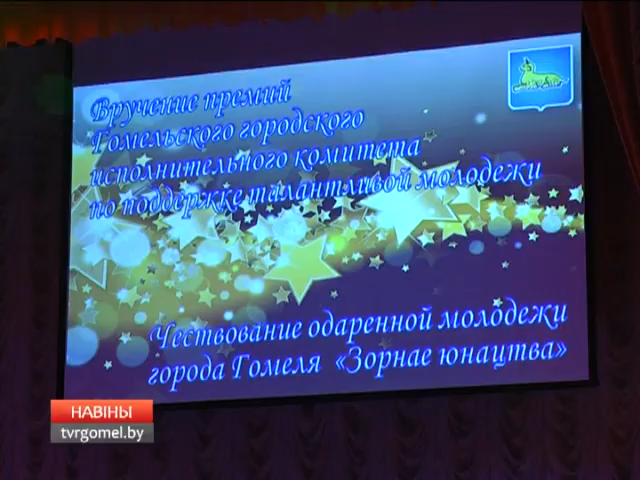 Вручение премий
Гомельского городского
исполнительного комитета
по поддержке талантливой молодежи
Чествование одаренной молодежи
города Гомеля «Зорнае юнацтва»
НАВІНЫ
tvrgomel.by